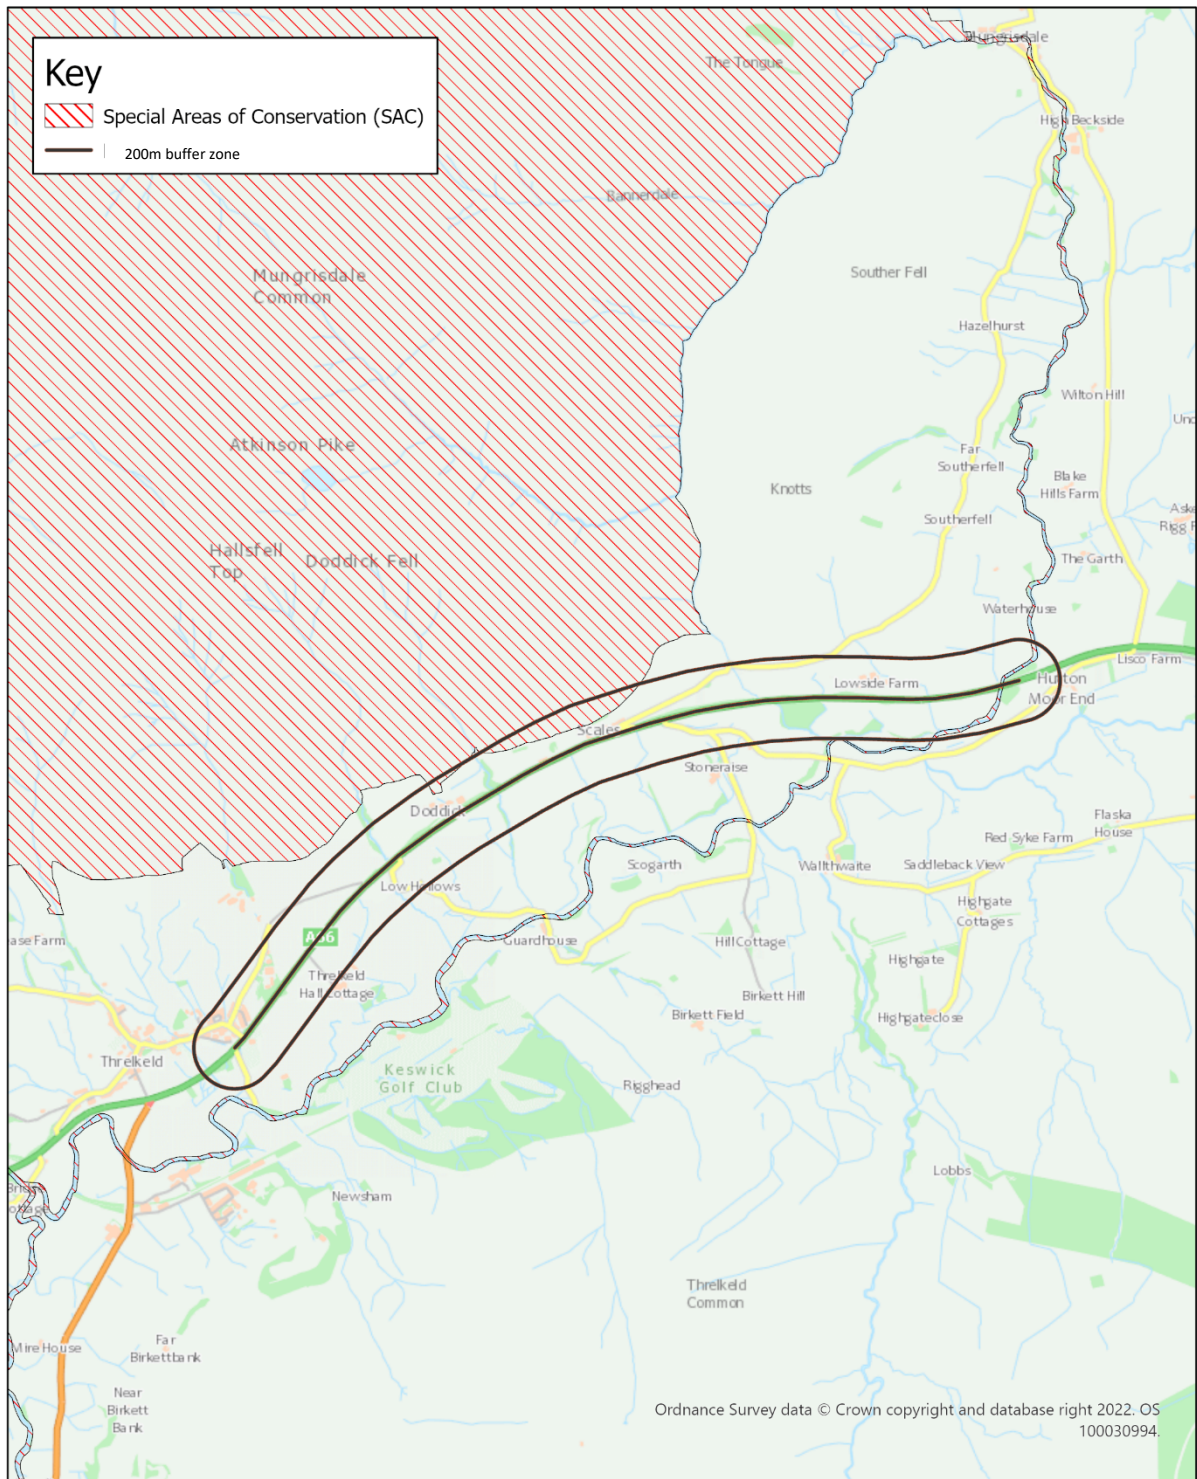 Key
Special Areas of Conservation (SAC)
200m buffer zone
Mungrisdale
The Tongue
High Beckside
Bannerdale
Souther Fell
Mungrisdale
Common
Hazelhurst
Wilton Hill
Atkinson Pike
Far
Southerfell
Knotts
Blake
Hills Farm
Southerfell
Hallsfell
Top
Doddick Fell
The Garth
Waterhouse
Lisco Farm
Lowside Farm
Hutton
Moor End
Scales
Stoneraise
Doddick
Flaska
House
Red Syke Farm
Scogarth
Wallthwaite
Saddleback View
Low Hollows
Highgate
Cottages
ase Farm
A66
Guardhouse
Hill Cottage
Highgate
Threlkeld
Hall Cottage
Birkett Hill
Birkett Field
Highgateclose
Threlkeld
Keswick
Golf Club
Rigghead
Lobbs
Newsham
Threlkeld
Common
Mire House
Far
Birkettbank
Near
Birkett
Bank
Ordnance Survey data © Crown copyright and database right 2022. OS
100030994.